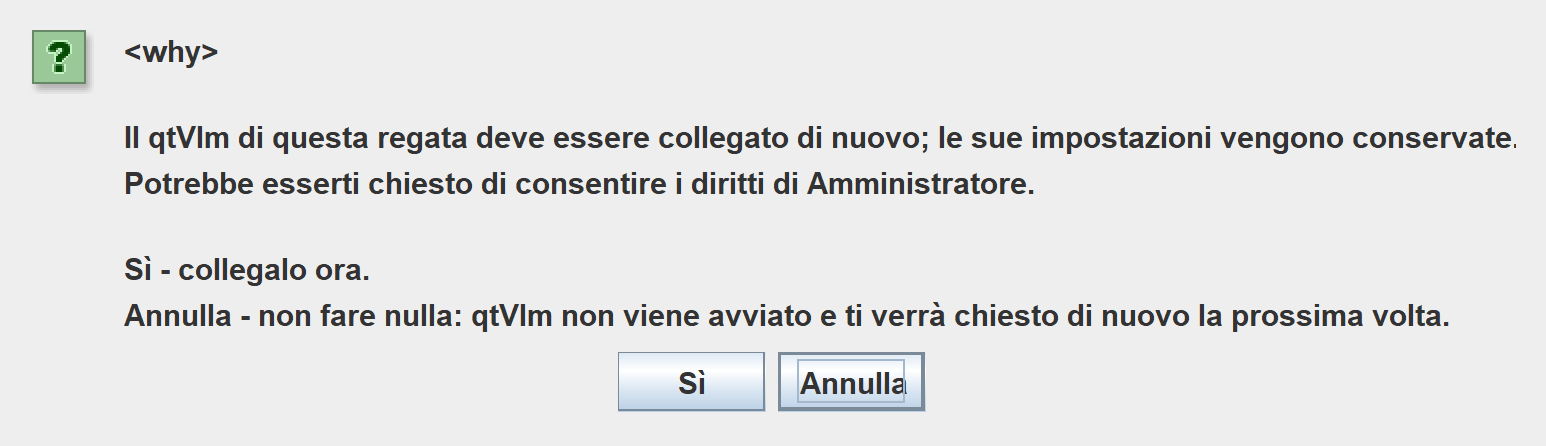 ?
<why>
Il qtVlm di questa regata deve essere collegato di nuovo; le sue impostazioni vengono conservate.
Potrebbe esserti chiesto di consentire i diritti di Amministratore.
Sì - collegalo ora.
Annulla - non fare nulla: qtVlm non viene avviato e ti verrà chiesto di nuovo la prossima volta.
Sì Annulla